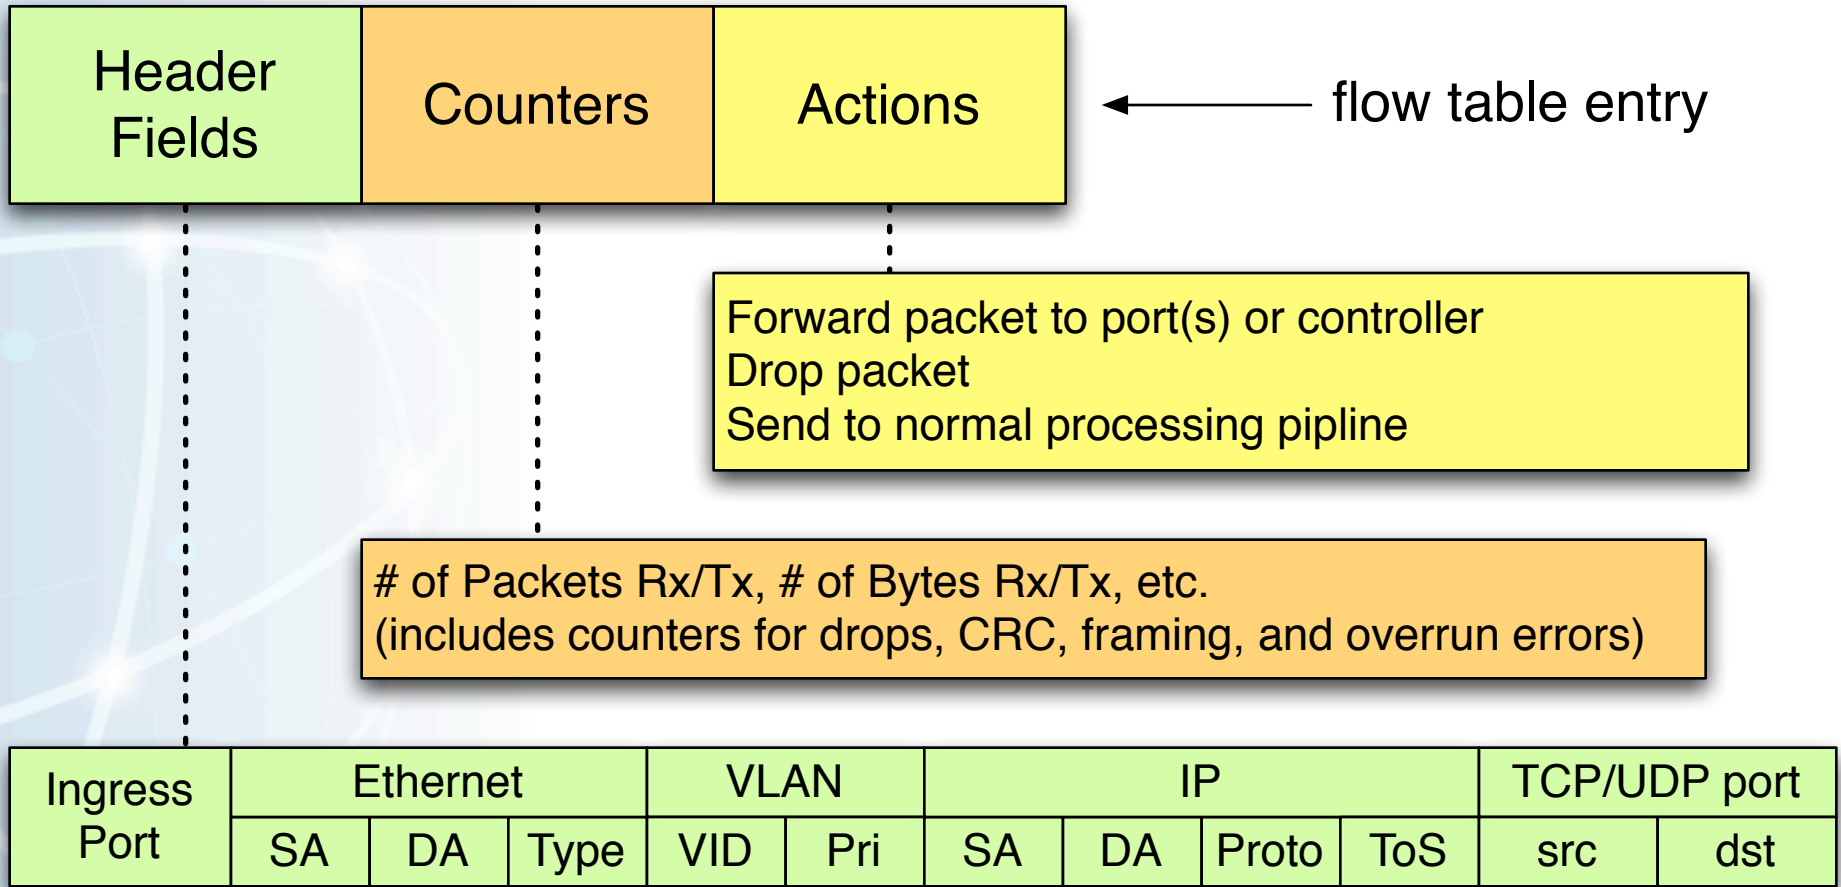 Header
Fields
Counters
Actions
flow table entry
Forward packet to port(s) or controller
Drop packet
Send to normal processing pipline
# of Packets Rx/Tx, # of Bytes Rx/Tx, etc.
(includes counters for drops, CRC, framing, and overrun errors)
Ingress
Port
Ethernet
VLAN
IP
TCP/UDP port
SA
DA
Type
VID
Pri
SA
DA
Proto
ToS
src
dst